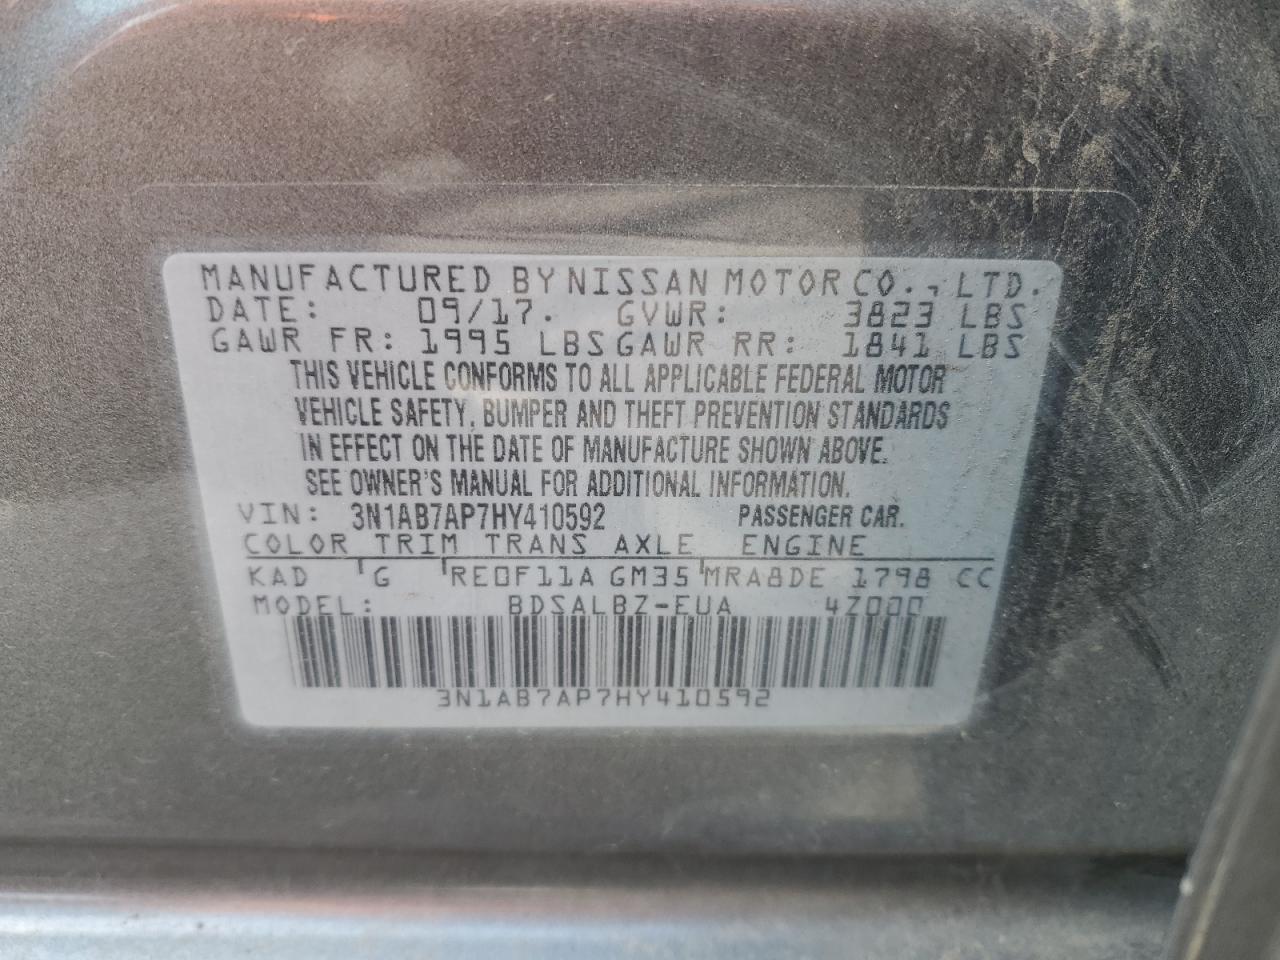 MANUFACTURED BY NISSAN MOTOR CO., LTD.
DATE: 09/17. GVWR: 3823 LBS
GAWR FR: 1995 LBS GAWR RR: 1841 LBS
THIS VEHICLE CONFORMS TO ALL APPLICABLE FEDERAL MOTOR
VEHICLE SAFETY, BUMPER AND THEFT PREVENTION STANDARDS
IN EFFECT ON THE DATE OF MANUFACTURE SHOWN ABOVE.
SEE OWNER'S MANUAL FOR ADDITIONAL INFORMATION.
VIN: 3N1AB7AP7HY410592 PASSENGER CAR.
COLOR TRIM TRANS AXLE ENGINE
KAD G RE0F11A GM35 MRA8DE 1798 CC
MODEL: BDSALBZ-EUA 4Z000
3N1AB7AP7HY410592